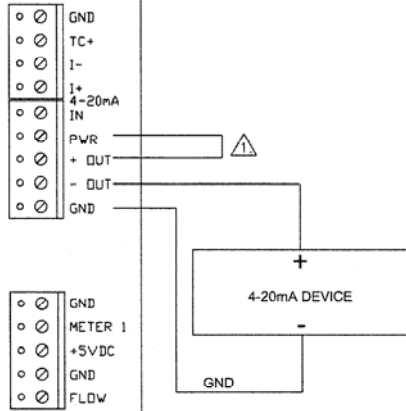 GND
TC+
I-
I+
4-20mA
IN
PWR
+ OUT
- OUT
GND
1.
+
4-20mA DEVICE
-
GND
METER 1
+5VDC
GND
FLOW
GND